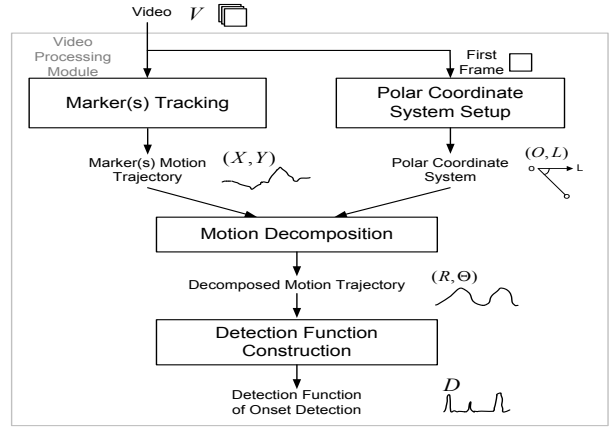 Video V
Video
Processing
Module
First
Frame
Marker(s) Tracking
Polar Coordinate
System Setup
Marker(s) Motion
Trajectory
(X,Y)
Polar Coordinate
System
(O,L)
O
L
Motion Decomposition
Decomposed Motion Trajectory
(R,Θ)
Detection Function
Construction
Detection Function
of Onset Detection
D